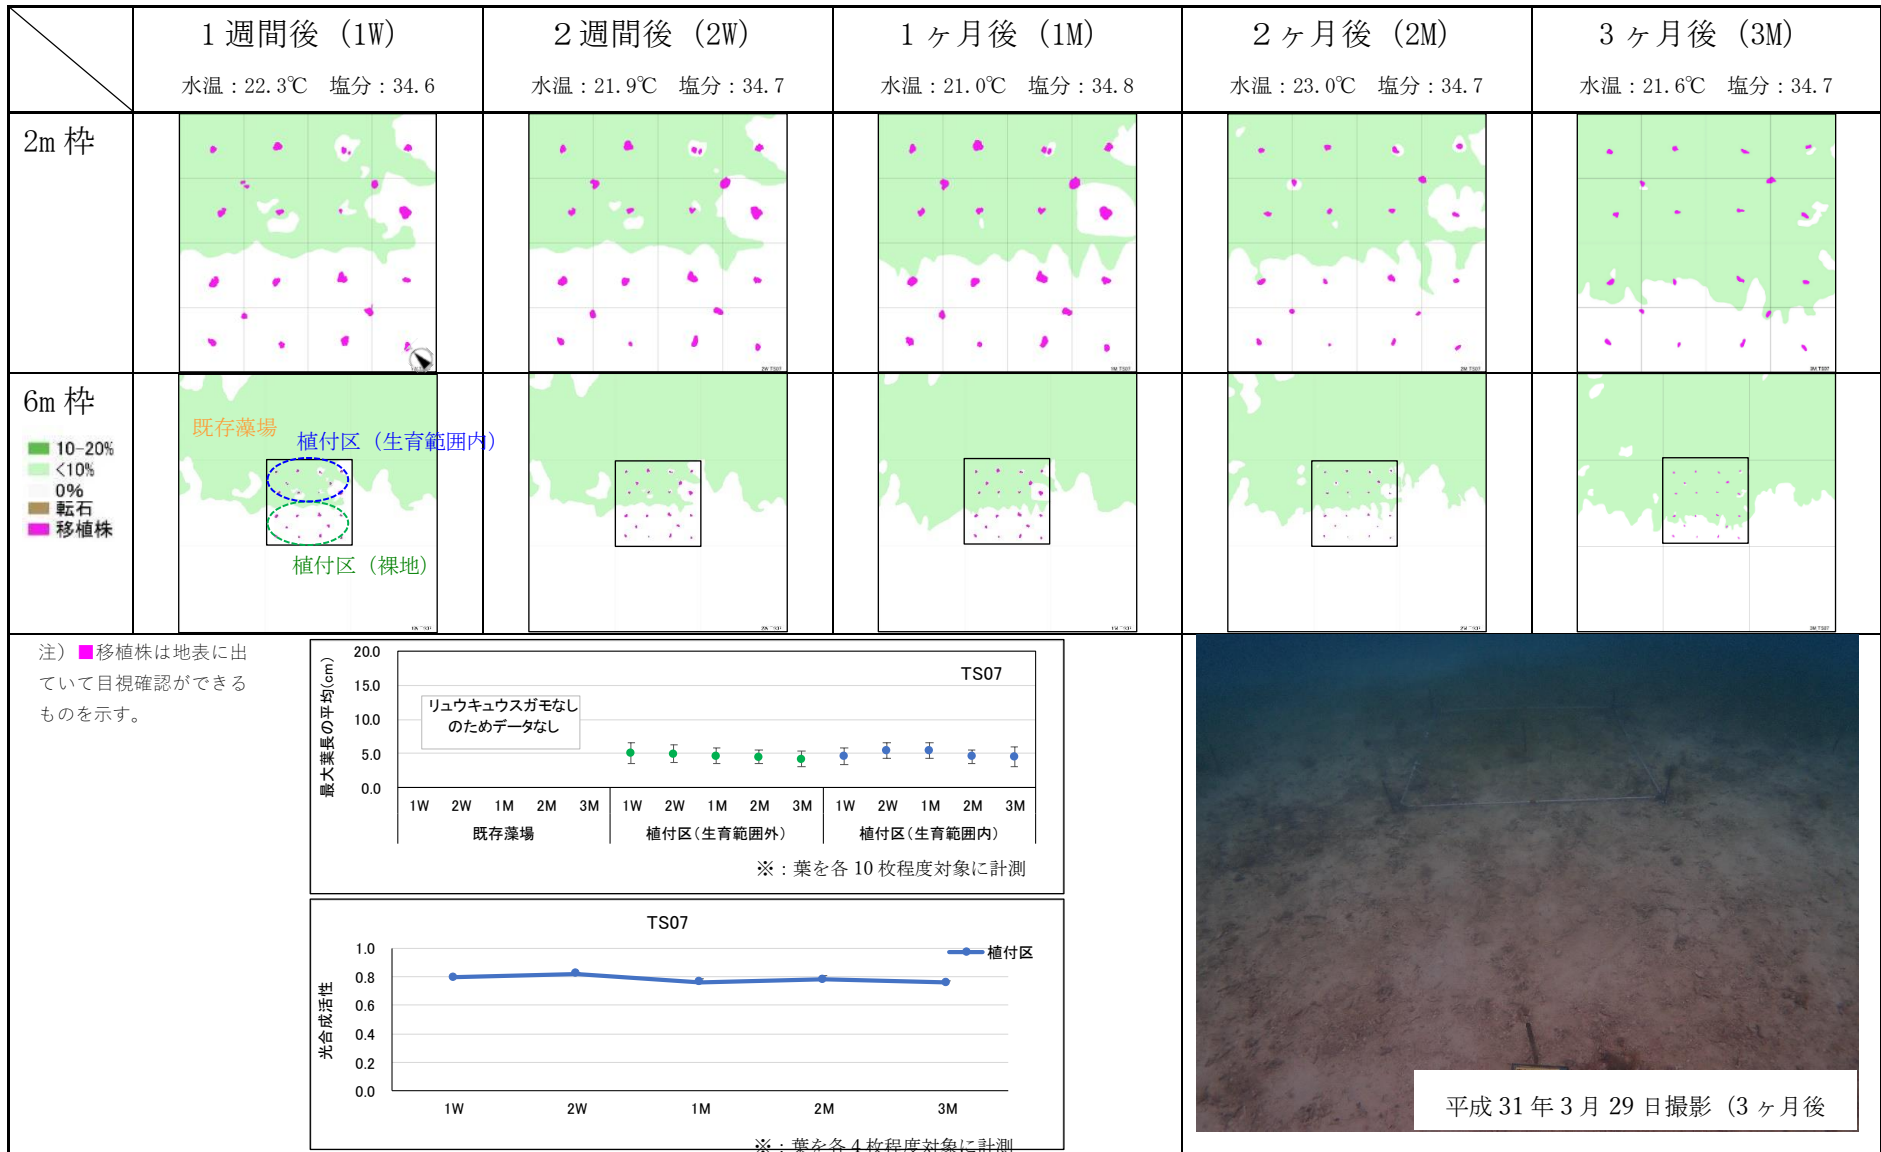 1週間後（1W）
水温：22.3℃ 塩分：34.6
2週間後（2W）
水温：21.9℃ 塩分：34.7
1ヶ月後（1M）
水温：21.0℃ 塩分：34.8
2ヶ月後（2M）
水温：23.0℃ 塩分：34.7
3ヶ月後（3M）
水温：21.6℃ 塩分：34.7
2m 枠
2W TS07
1M TS07
2M TS07
3M TS07
6m 枠
10-20%
<10%
0%
転石
移植株
既存藻場
植付区（生育範囲内）
植付区（裸地）
注）■移植株は地表に出
ていて目視確認ができる
ものを示す。
TS07
最大葉長の平均(cm)
20.0
15.0
10.0
5.0
0.0
リュウキュウスガモなし
のためデータなし
1W 2W 1M 2M 3M 1W 2W 1M 2M 3M 1W 2W 1M 2M 3M
既存藻場 植付区(生育範囲外) 植付区(生育範囲内)
※：葉を各 10 枚程度対象に計測
TS07
植付区
光合成活性
1.0
0.8
0.6
0.4
0.2
0.0
1W 2W 1M 2M 3M
※：葉を各 4 枚程度対象に計測
平成 31 年 3 月 29 日撮影（3 ヶ月後